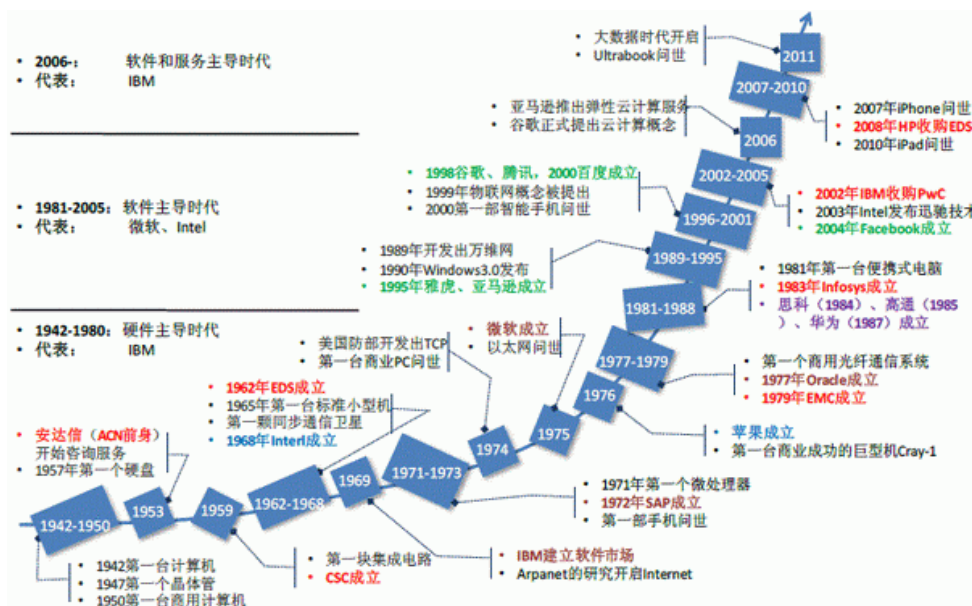 2006-： 软件和服务主导时代
代表： IBM
1981-2005： 软件主导时代
代表： 微软、Intel
1942-1980： 硬件主导时代
代表： IBM
大数据时代开启
Ultrabook问世
2011
2007-2010
2007年iPhone问世
2008年HP收购EDS
2010年iPad问世
亚马逊推出弹性云计算服务
谷歌正式提出云计算概念
2006
2002-2005
2002年IBM收购PwC
2003年Intel发布迅驰技术
2004年Facebook成立
1998谷歌、腾讯，2000百度成立
1999年物联网概念被提出
2000第一部智能手机问世
1996-2001
1989年开发出万维网
1990年Windows3.0发布
1995年雅虎、亚马逊成立
1989-1995
1981-1988
1981年第一台便携式电脑
1983年Infosys成立
思科（1984）、高通（1985
）、华为（1987）成立
微软成立
以太网问世
1977-1979
第一个商用光纤通信系统
1977年Oracle成立
1979年EMC成立
美国防部开发出TCP
第一台商业PC问世
1976
苹果成立
第一台商业成功的巨型机Cray-1
1975
1974
1962年EDS成立
1965年第一台标准小型机
第一颗同步通信卫星
1968年Interl成立
1971-1973
1971年第一个微处理器
1972年SAP成立
第一部手机问世
安达信（ACN前身）
开始咨询服务
1957年第一个硬盘
1969
IBM建立软件市场
Arpanet的研究开启Internet
1962-1968
1959
第一块集成电路
CSC成立
1953
1942-1950
1942第一台计算机
1947第一个晶体管
1950第一台商用计算机